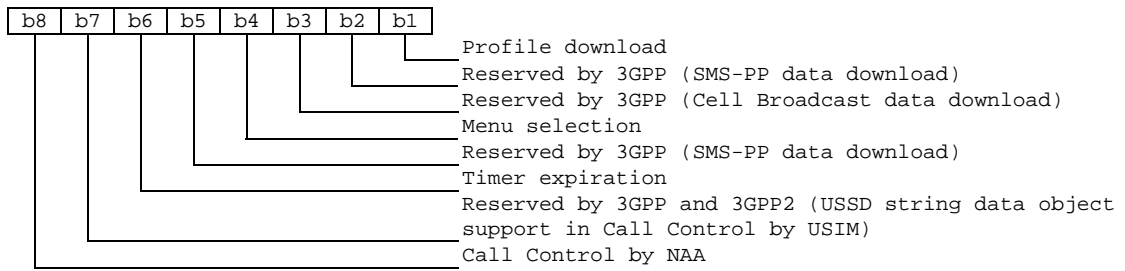 b8 b7 b6 b5 b4 b3 b2 b1
Profile download
Reserved by 3GPP (SMS-PP data download)
Reserved by 3GPP (Cell Broadcast data download)
Menu selection
Reserved by 3GPP (SMS-PP data download)
Timer expiration
Reserved by 3GPP and 3GPP2 (USSD string data object
support in Call Control by USIM)
Call Control by NAA